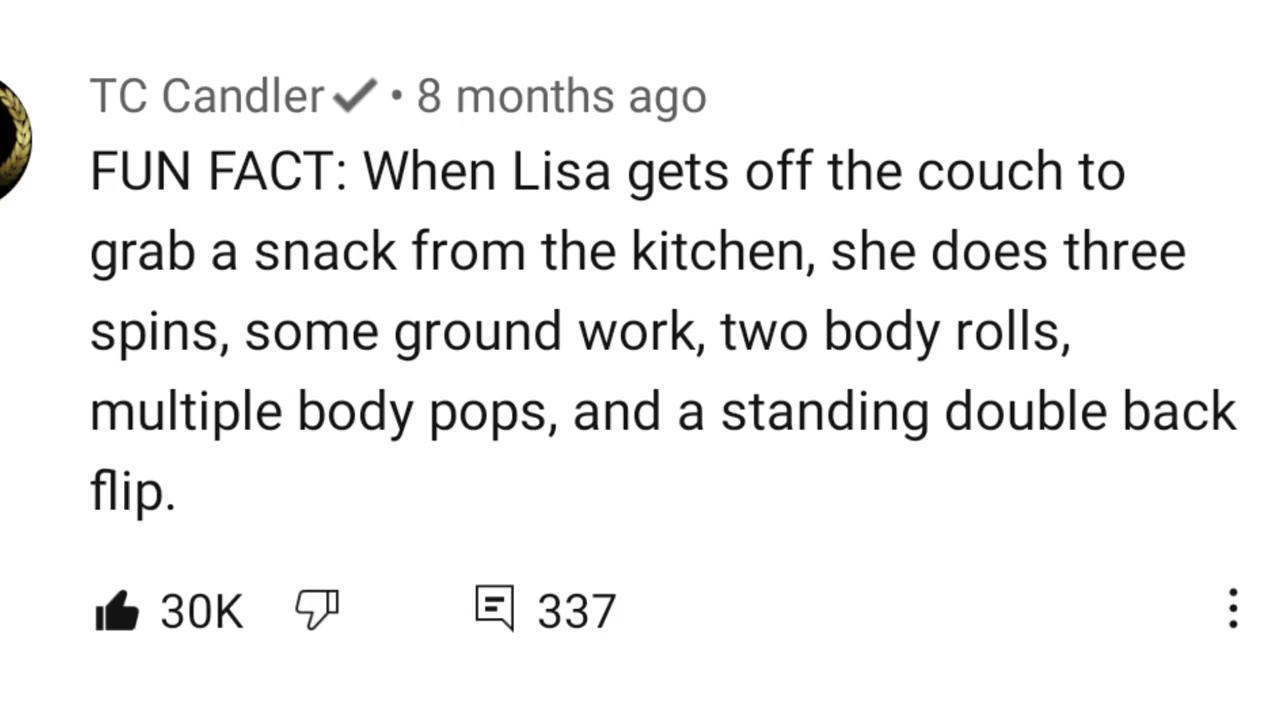 TC Candler✔ • 8 months ago
FUN FACT: When Lisa gets off the couch to
grab a snack from the kitchen, she does three
spins, some ground work, two body rolls,
multiple body pops, and a standing double back
flip.
30K 337